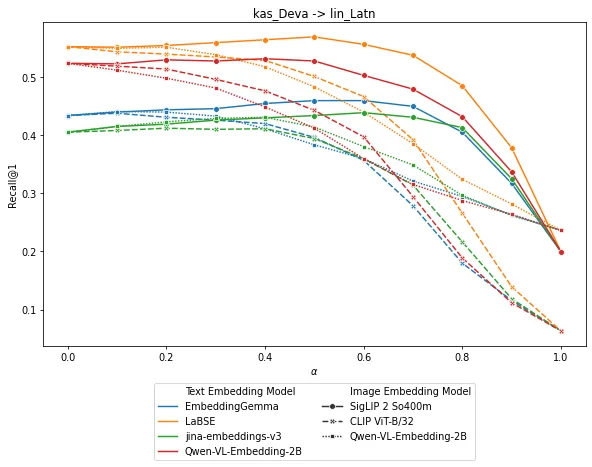 kas_Deva -> lin_Latn
Recall@1
0.5
0.4
0.3
0.2
0.1
0.0 0.2 0.4 0.6 0.8 1.0
α
Text Embedding Model
EmbeddingGemma
LaBSE
jina-embeddings-v3
Qwen-VL-Embedding-2B
Image Embedding Model
SigLIP 2 So400m
CLIP ViT-B/32
Qwen-VL-Embedding-2B